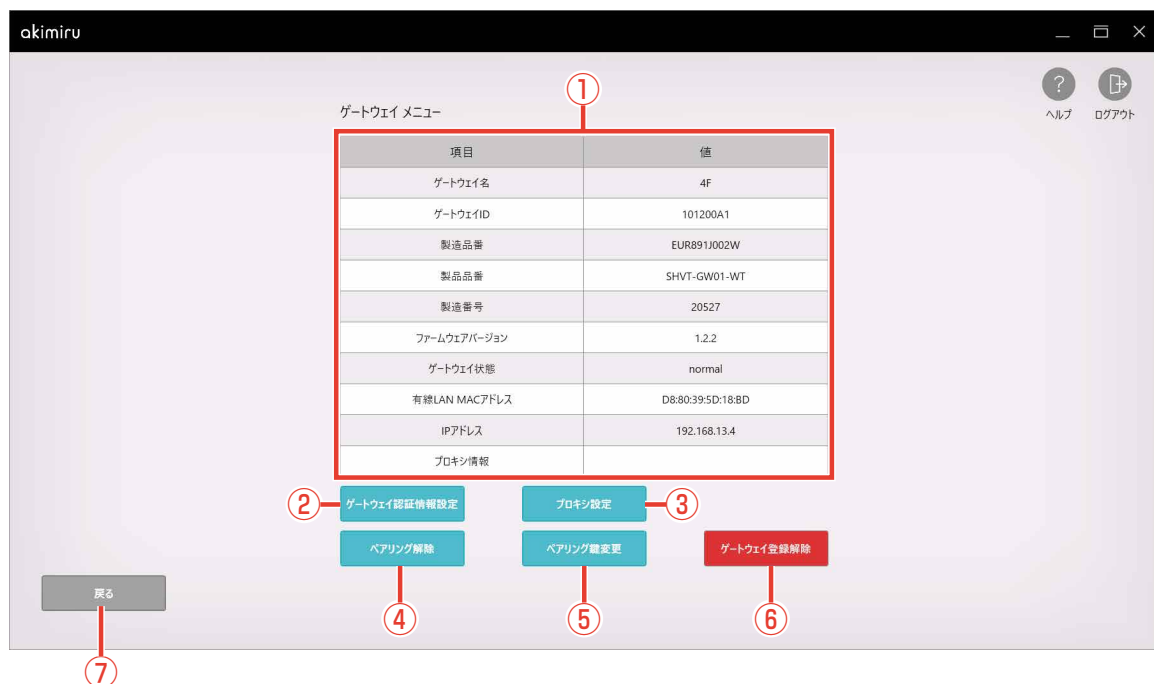 akimiru
?
ヘルプ ログアウト
①
ゲートウェイ メニュー
項目 値
ゲートウェイ名 4F
ゲートウェイID 101200A1
製造品番 EUR891J002W
製品品番 SHVT-GW01-WT
製造番号 20527
ファームウェアバージョン 1.2.2
ゲートウェイ状態 normal
有線LAN MACアドレス D8:80:39:5D:18:BD
IPアドレス 192.168.13.4
プロキシ情報
② ゲートウェイ認証情報設定 プロキシ設定 ③
ペアリング解除 ペアリング鍵変更 ゲートウェイ登録解除
戻る
④ ⑤ ⑥
⑦